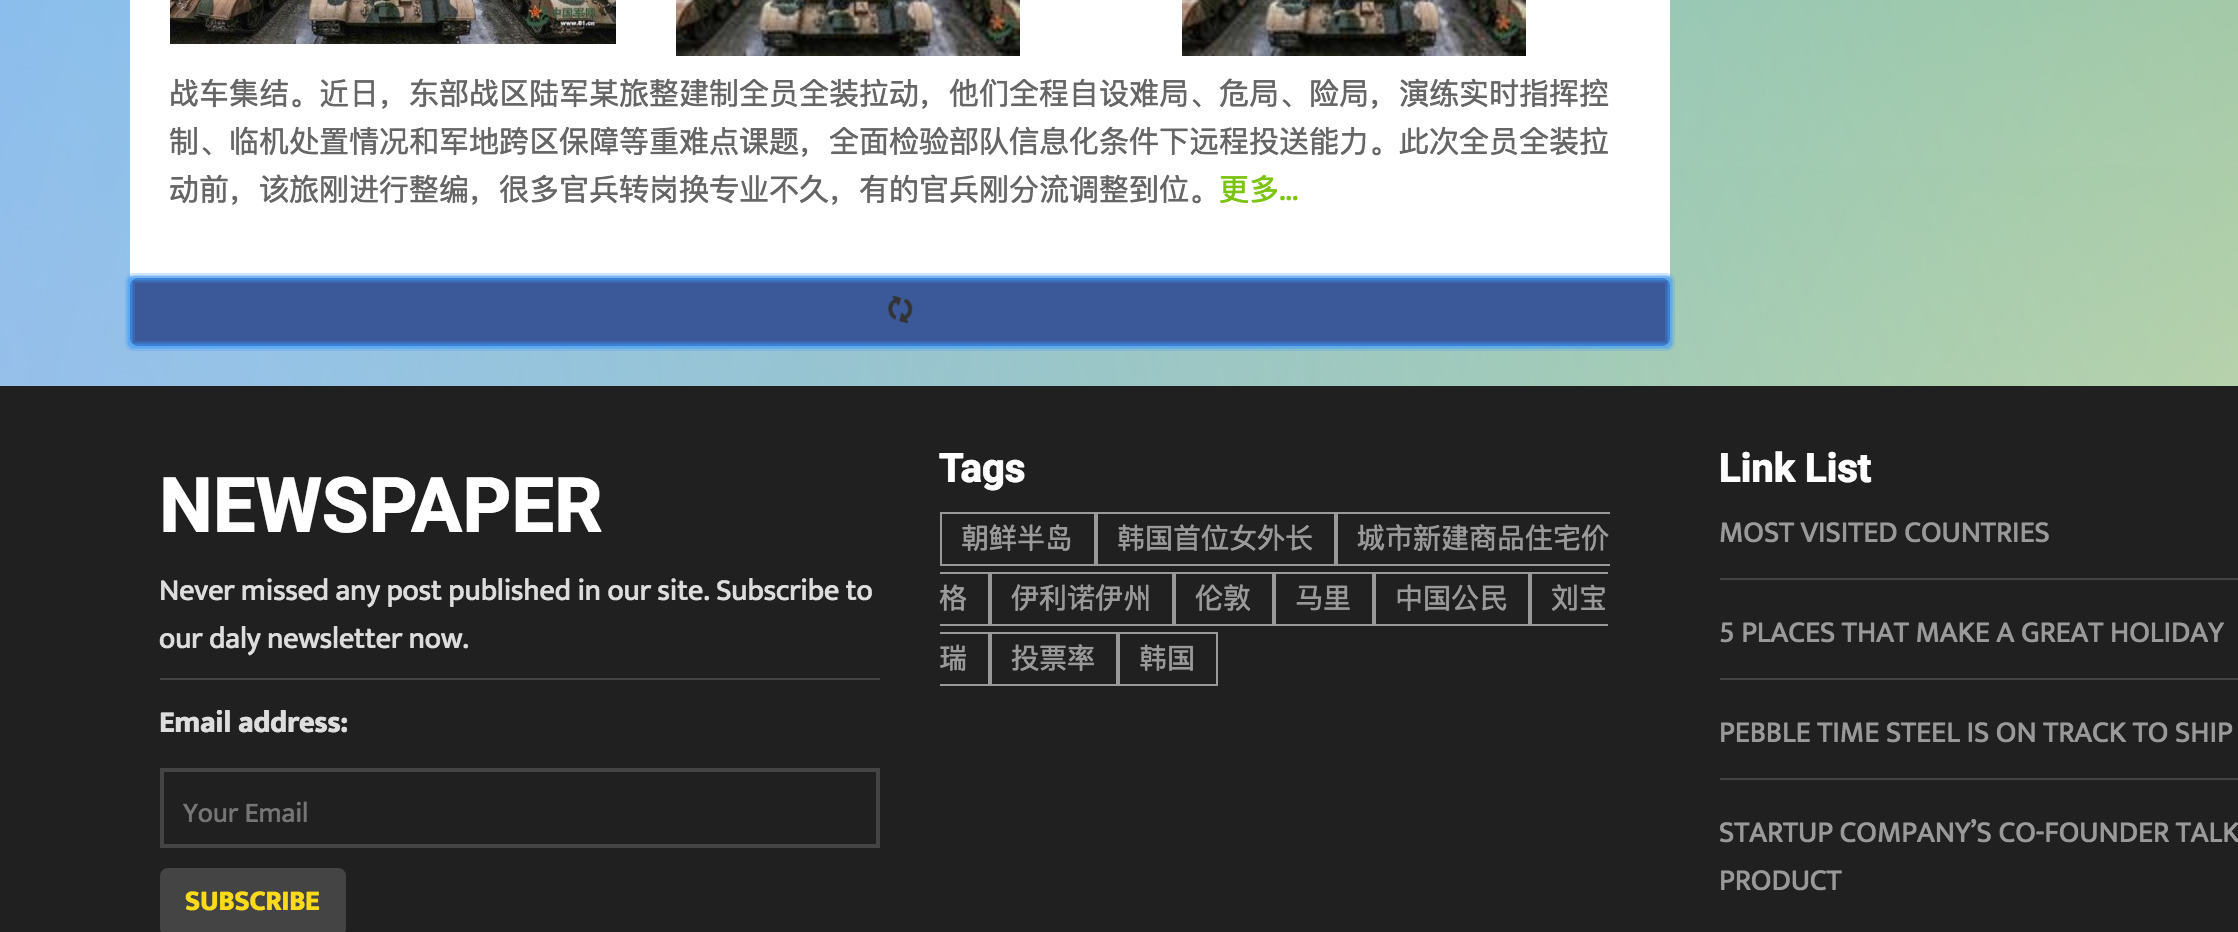 中国军网
www.81.cn
战车集结。近日，东部战区陆军某旅整建制全员全装拉动，他们全程自设难局、危局、险局，演练实时指挥控
制、临机处置情况和军地跨区保障等重难点课题，全面检验部队信息化条件下远程投送能力。此次全员全装拉
动前，该旅刚进行整编，很多官兵转岗换专业不久，有的官兵刚分流调整到位。更多...
NEWSPAPER
Never missed any post published in our site. Subscribe to
our daly newsletter now.
Email address:
Your Email
SUBSCRIBE
Tags
朝鲜半岛 韩国首位女外长 城市新建商品住宅价
格 伊利诺伊州 伦敦 马里 中国公民 刘宝
瑞 投票率 韩国
Link List
MOST VISITED COUNTRIES
5 PLACES THAT MAKE A GREAT HOLIDAY
PEBBLE TIME STEEL IS ON TRACK TO SHIP
STARTUP COMPANY’S CO-FOUNDER TALK
PRODUCT